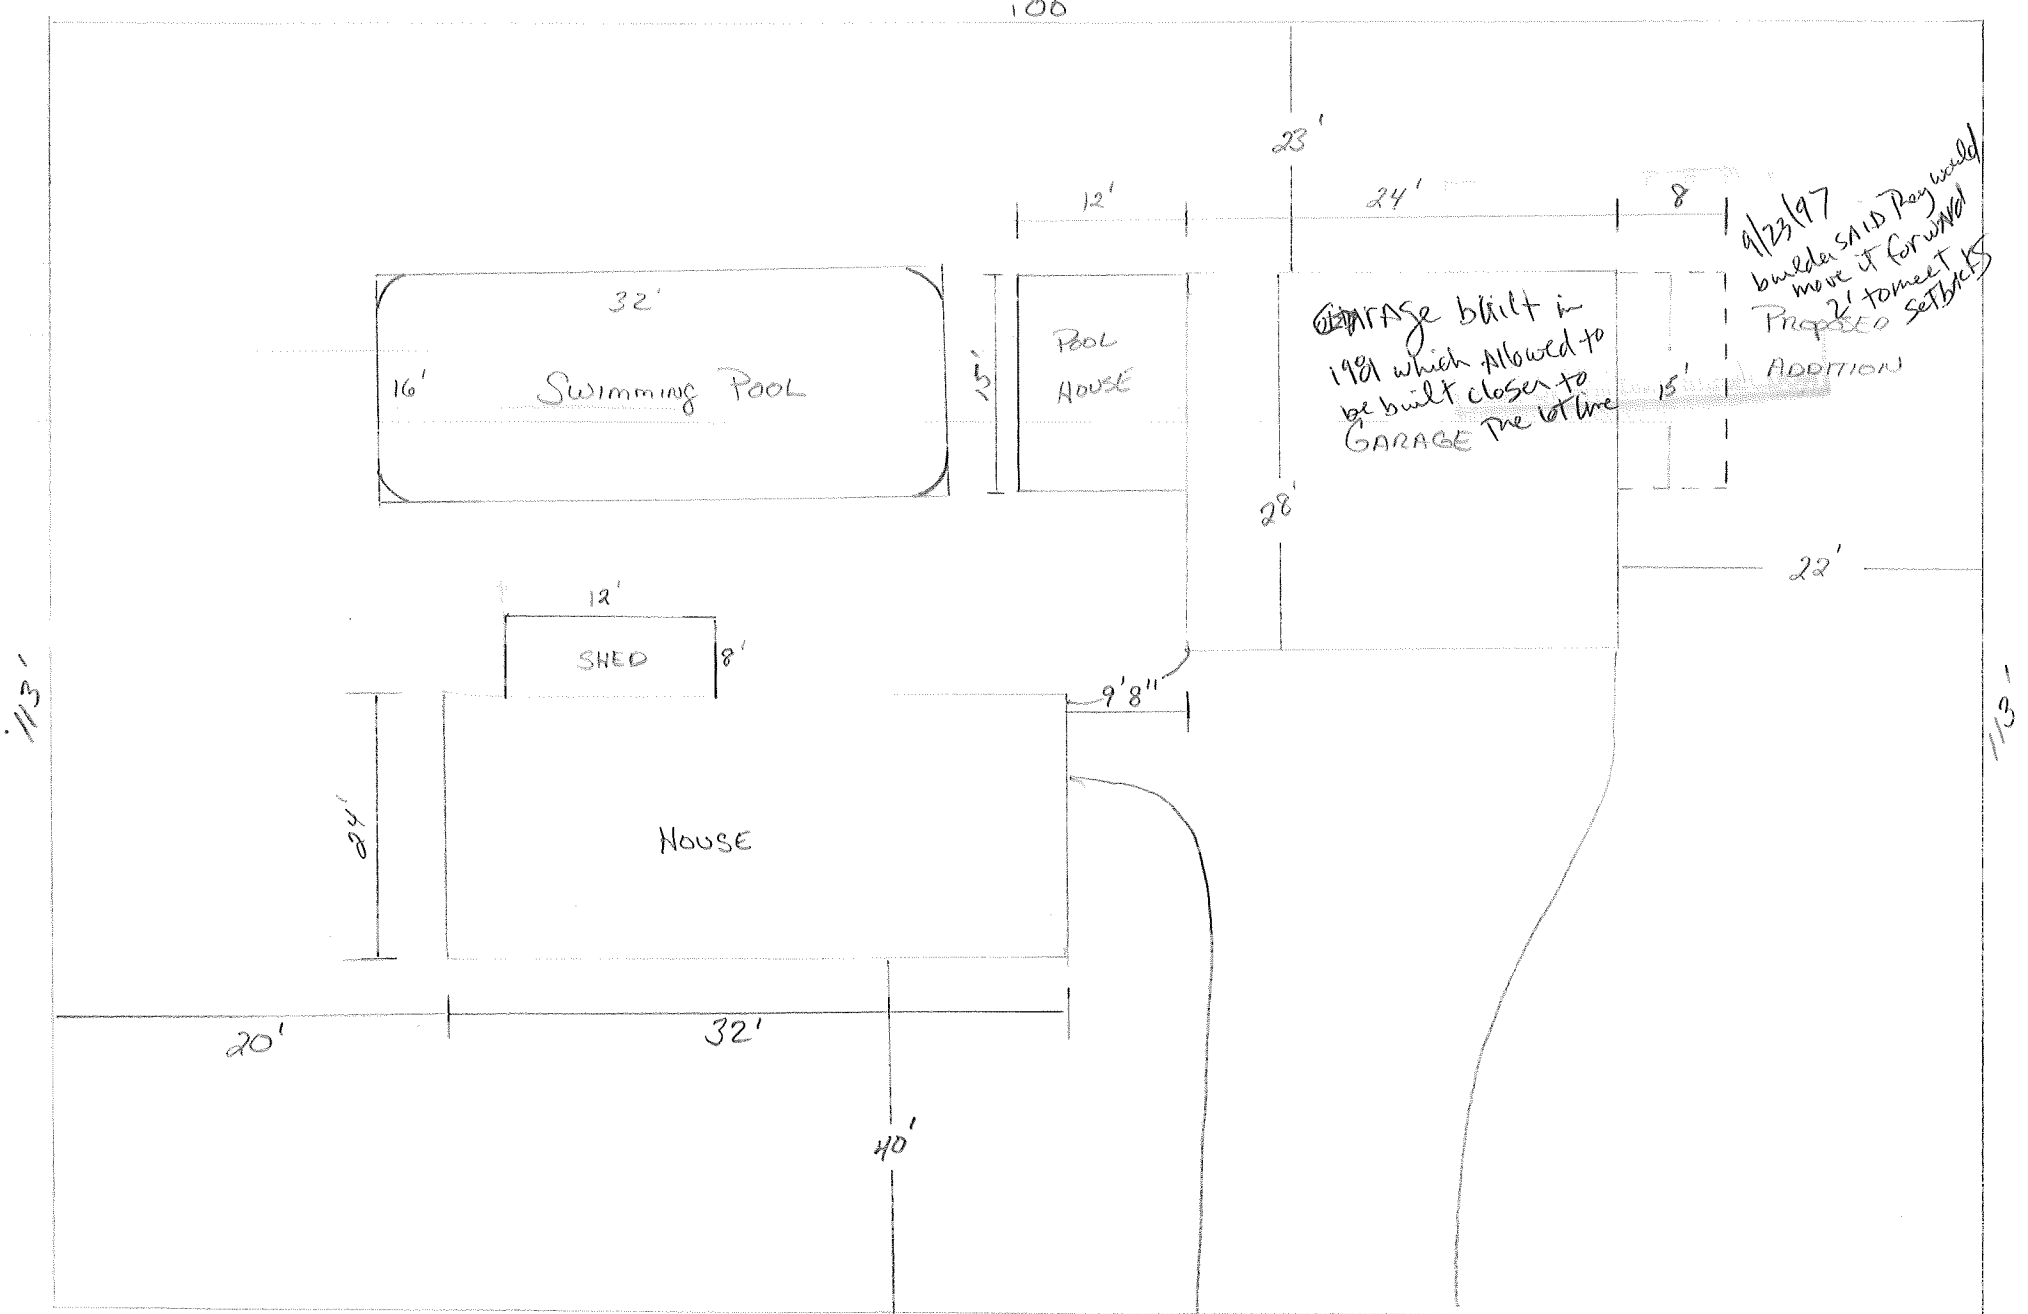 100
23'
12'
24'
8
9/23/97
builder SAID They would
move it forward
2' to meet
setbacks
PROPOSED
ADDITION
32'
16'
SWIMMING POOL
15'
POOL
HOUSE
GARAGE built in
which Allowed to
be built closer to
The lot line
GARAGE
15'
28'
22'
12'
SHED
8'
9'8"
113'
113'
24'
HOUSE
20'
32'
40'